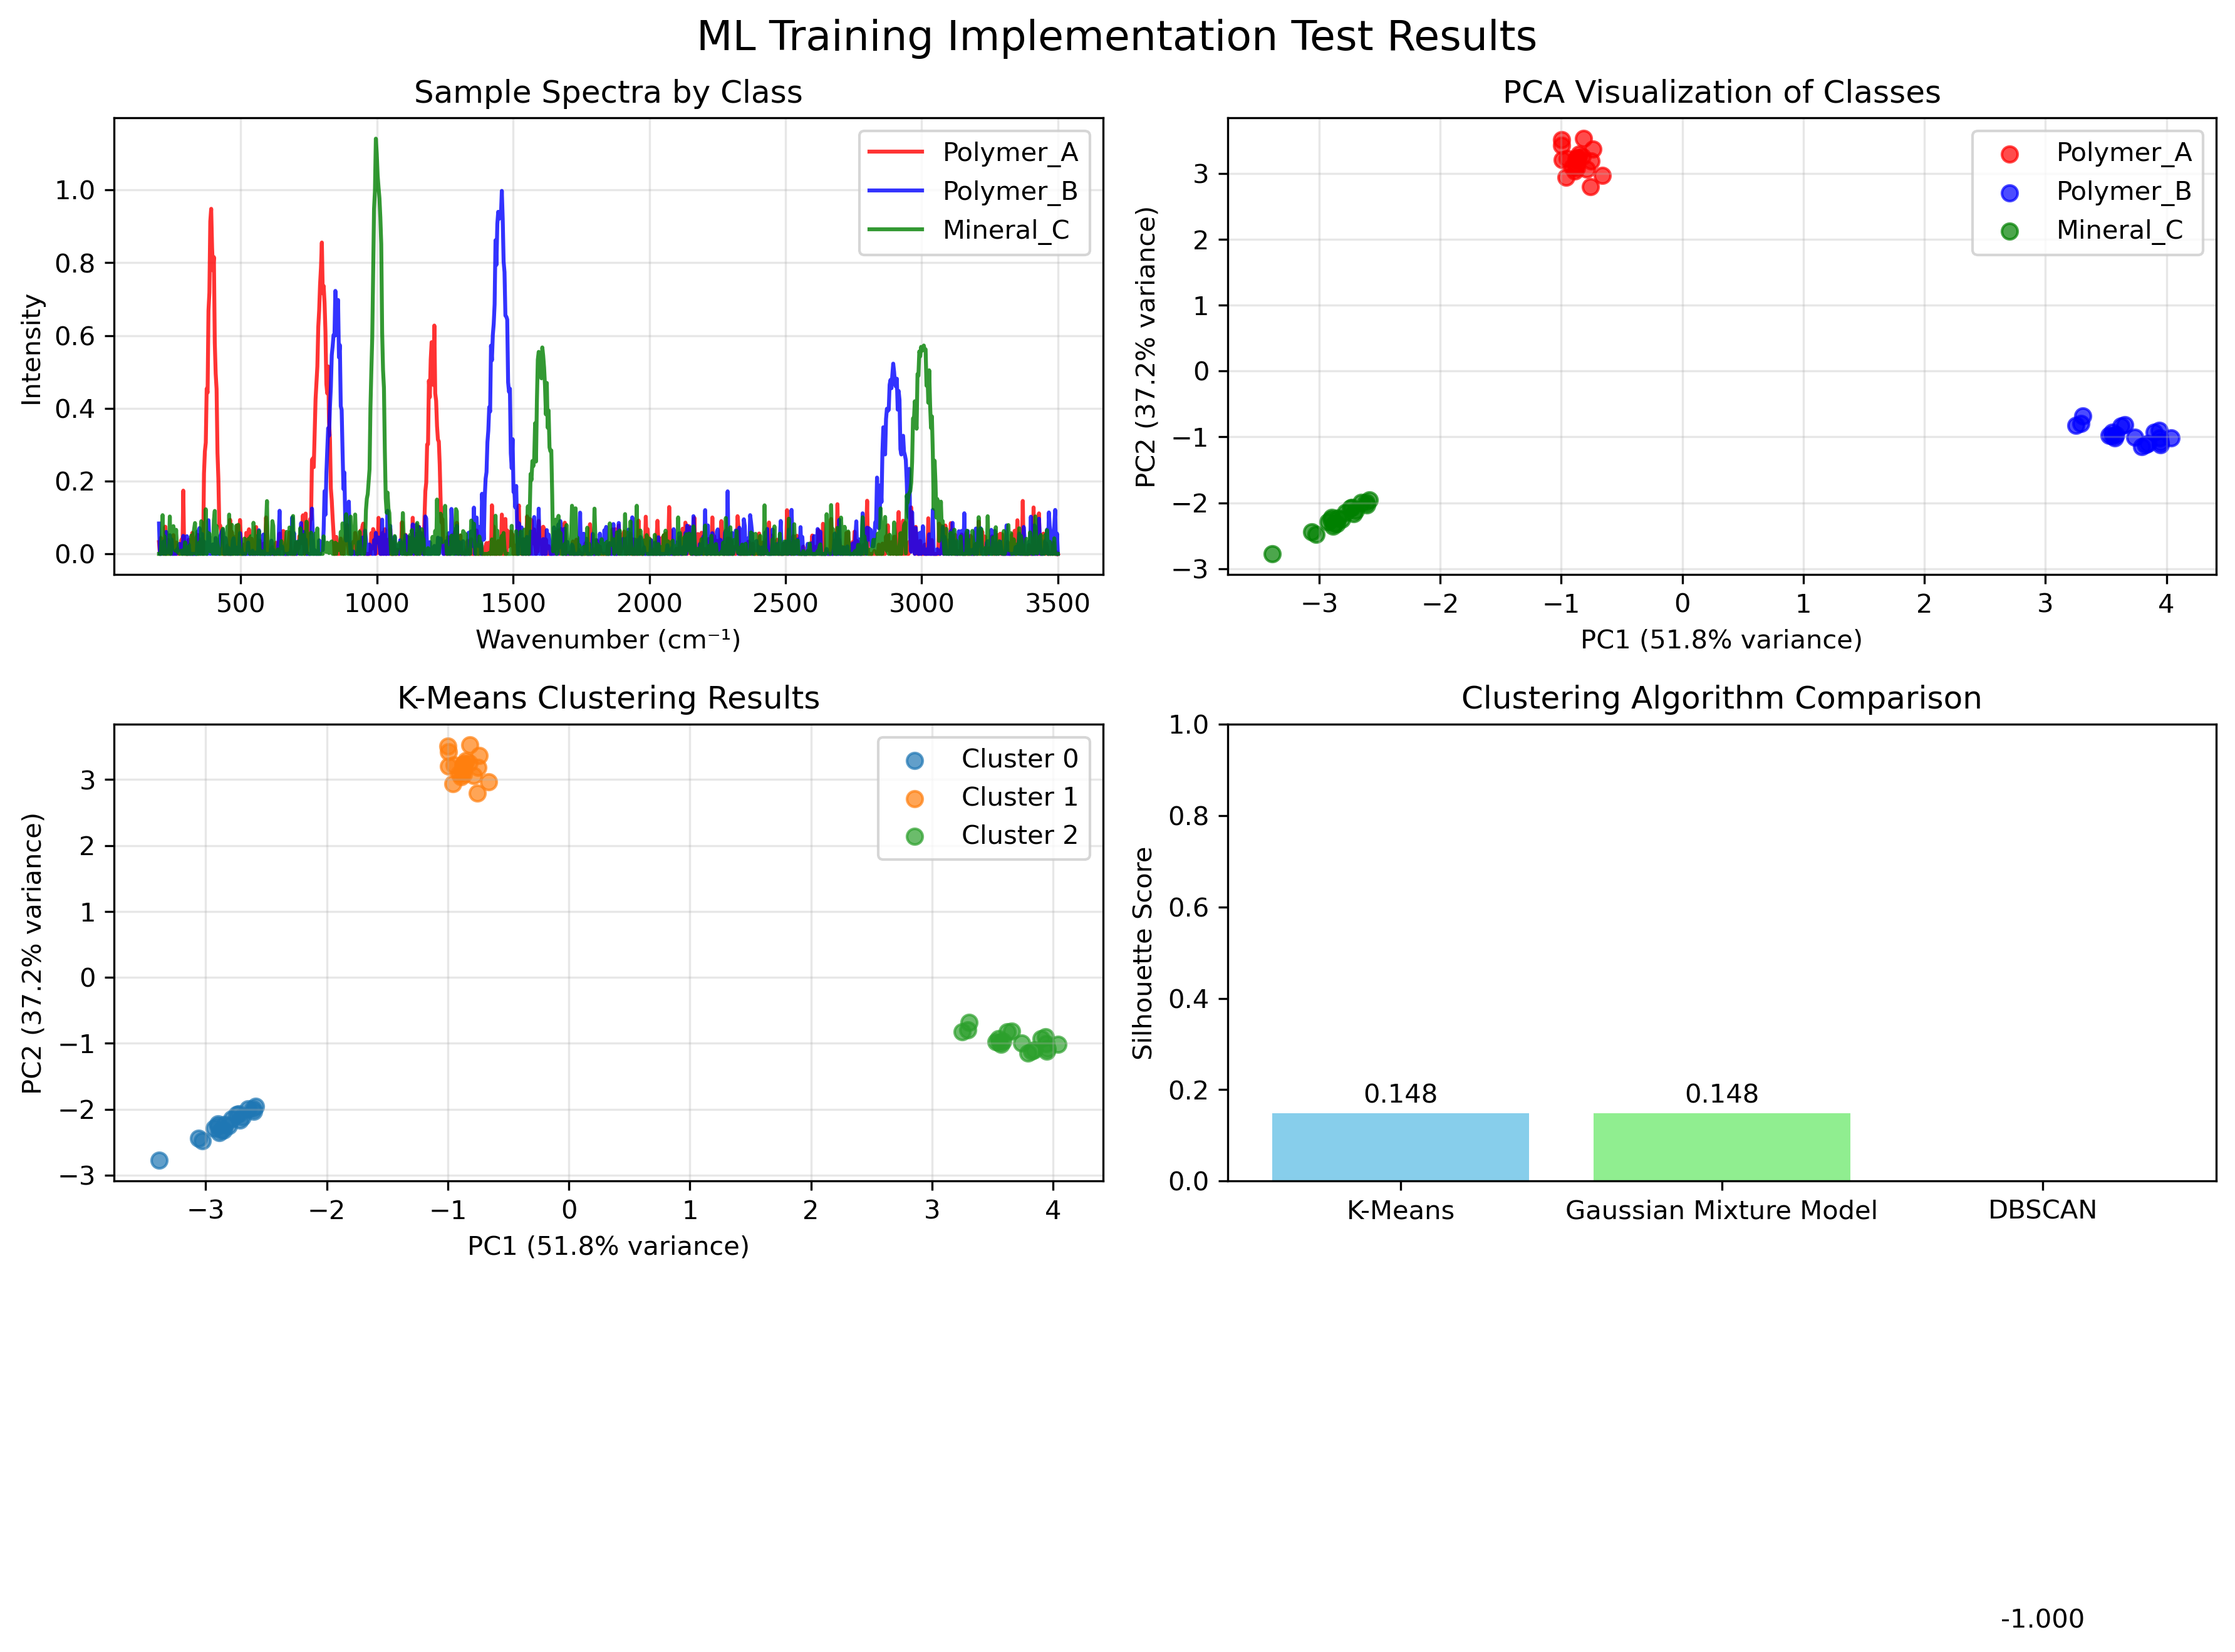 ML Training Implementation Test Results
Sample Spectra by Class
Intensity
1.0
0.8
0.6
0.4
0.2
0.0
500 1000 1500 2000 2500 3000 3500
Wavenumber (cm⁻¹)
Polymer_A
Polymer_B
Mineral_C
PCA Visualization of Classes
PC2 (37.2% variance)
3
2
1
0
−1
−2
−3
−3 −2 −1 0 1 2 3 4
PC1 (51.8% variance)
Polymer_A
Polymer_B
Mineral_C
K-Means Clustering Results
PC2 (37.2% variance)
3
2
1
0
−1
−2
−3
−3 −2 −1 0 1 2 3 4
PC1 (51.8% variance)
Cluster 0
Cluster 1
Cluster 2
Clustering Algorithm Comparison
Silhouette Score
1.0
0.8
0.6
0.4
0.2
0.0
0.148 0.148
K-Means Gaussian Mixture Model DBSCAN
-1.000